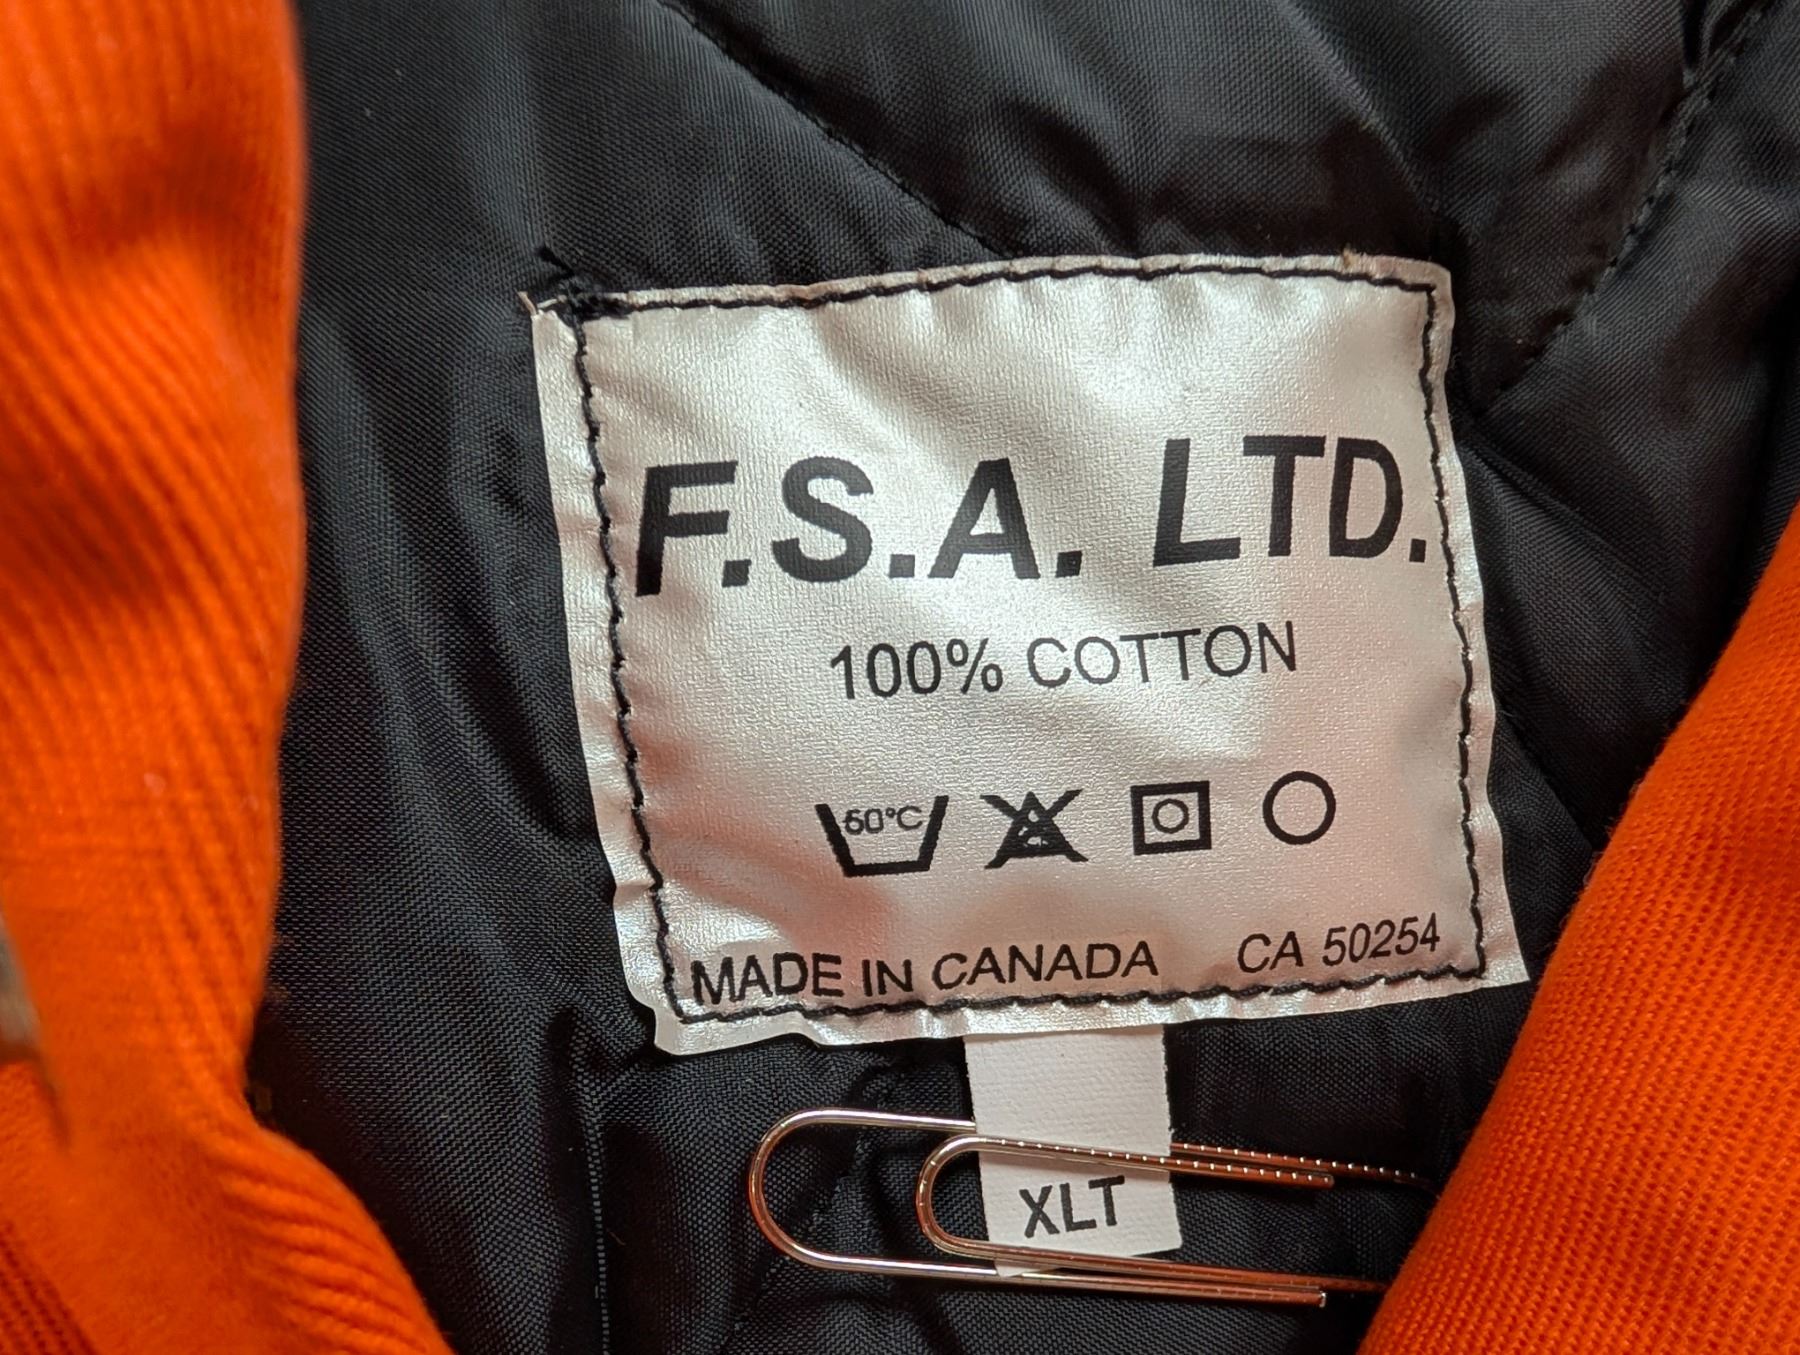 F.S.A. LTD.
100% COTTON
60°C
MADE IN CANADA CA 50254
XLT